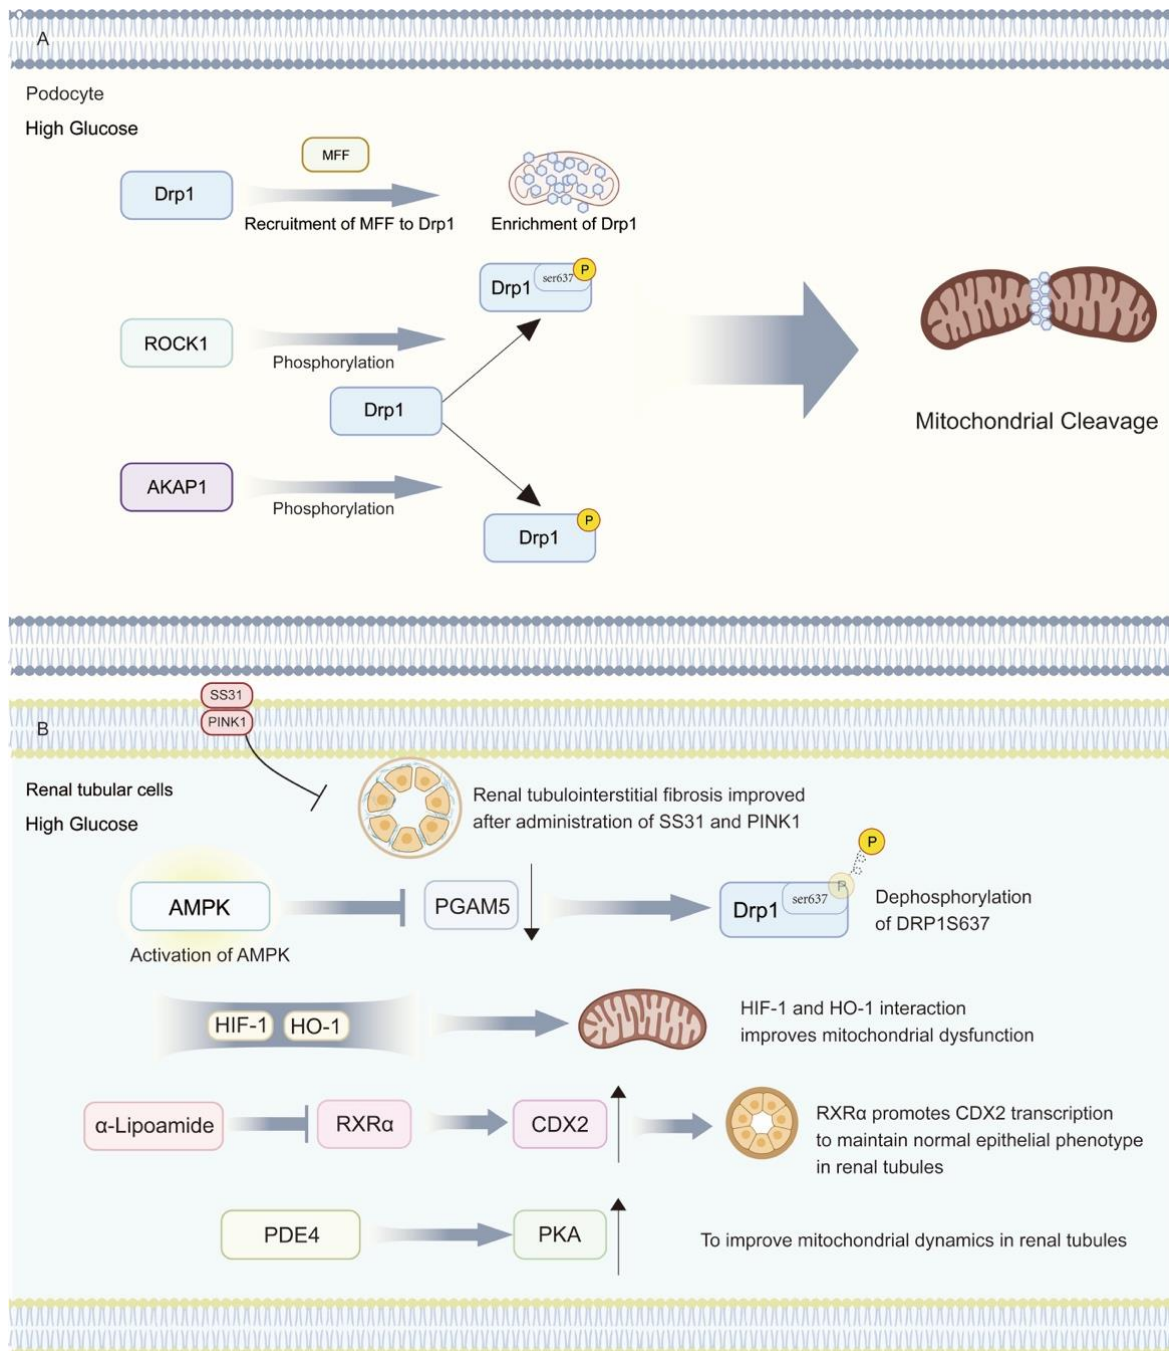 A
Podocyte
High Glucose
MFF
Drp1
Recruitment of MFF to Drp1
Enrichment of Drp1
Drp1 ser637 P
ROCK1
Phosphorylation
Drp1
Mitochondrial Cleavage
AKAP1
Phosphorylation
Drp1 P
SS31
PINK1
B
Renal tubular cells
High Glucose
Renal tubulointerstitial fibrosis improved
after administration of SS31 and PINK1
P
AMPK
PGAM5
Drp1 ser637 P
Dephosphorylation
of DRP1S637
Activation of AMPK
HIF-1 HO-1
HIF-1 and HO-1 interaction
improves mitochondrial dysfunction
α-Lipoamide
RXRα
CDX2
RXRα promotes CDX2 transcription
to maintain normal epithelial phenotype
in renal tubules
PDE4
PKA
To improve mitochondrial dynamics in renal tubules